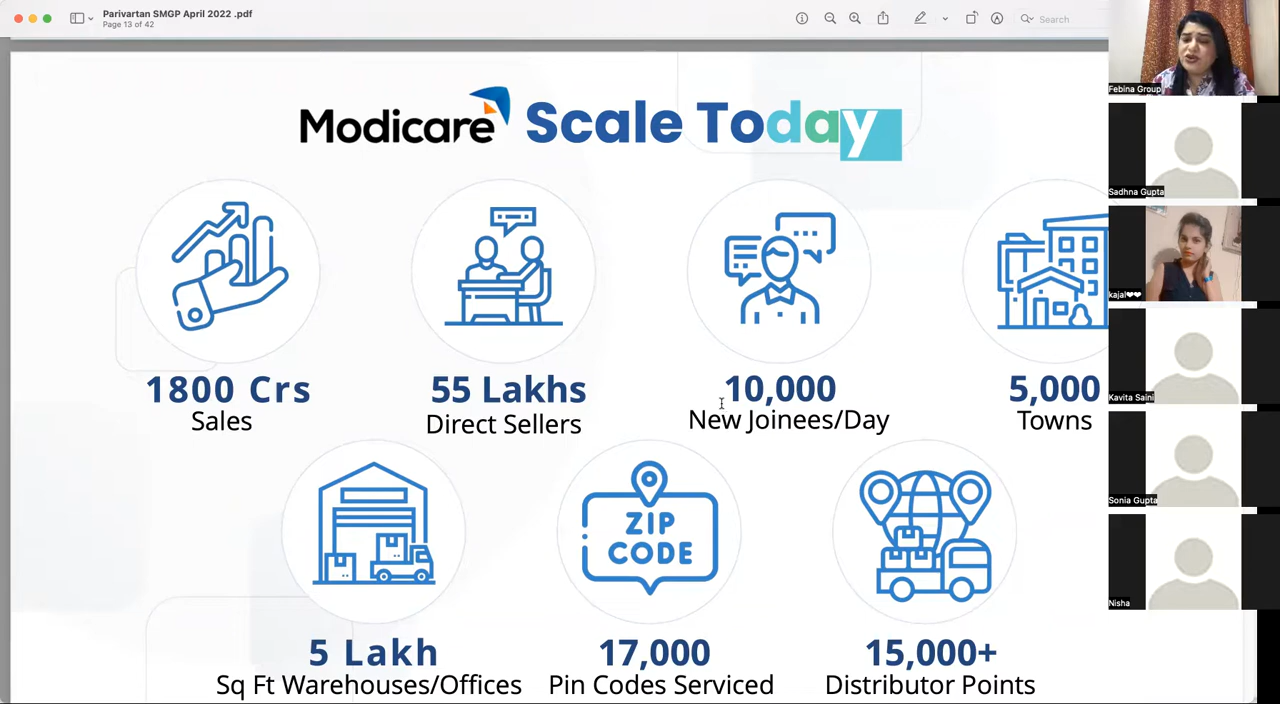 Parivartan SMGP April 2022 .pdf
Page 13 of 42
Search
Modicare Scale Today
1800 Crs
Sales
55 Lakhs
Direct Sellers
10,000
New Joinees/Day
5,000
Towns
ZIP
CODE
5 Lakh
Sq Ft Warehouses/Offices
17,000
Pin Codes Serviced
15,000+
Distributor Points
Febina Group
Sadhna Gupta
kajal❤❤
Kavita Saini
Sonia Gupta
Nisha